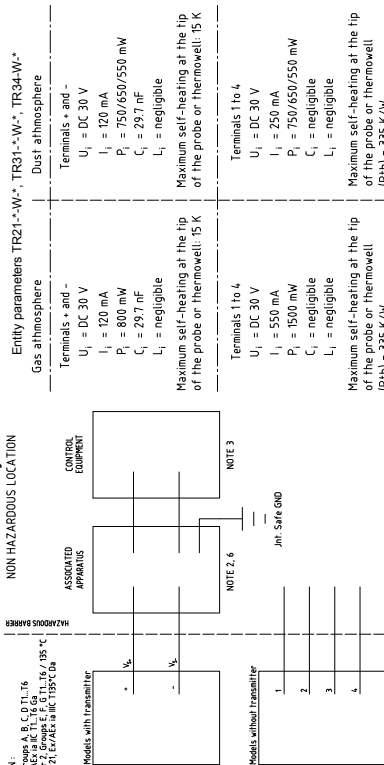 NON HAZARDOUS LOCATION
HAZARDOUS BARRIER
N :
roups A, B, C, D T1...T6
AEx ia IIC T1...T6 Ga
2, Groups E, F, G T1...T6 / 135 °C
21, Ex/AEx ia IIIC T135°C Da
Models with transmitter
+
-
ASSOCIATED
APPARATUS
NOTE 2, 6
CONTROL
EQUIPMENT
NOTE 3
Jnt. Safe GND
Models without transmitter
1
2
3
4
Entity parameters TR21-*-W-*, TR31-*-W-*, TR34-W-*
Gas athmosphere
Terminals + and -
Ui = DC 30 V
Ii = 120 mA
Pi = 800 mW
Ci = 29.7 nF
Li = negligible
Maximum self-heating at the tip
of the probe or thermowell: 15 K
Terminals 1 to 4
Ui = DC 30 V
Ii = 550 mA
Pi = 1500 mW
Ci = negligible
Li = negligible
Maximum self-heating at the tip
of the probe or thermowell
(Rth) = 335 K/W
Dust athmosphere
Terminals + and -
Ui = DC 30 V
Ii = 120 mA
Pi = 750/650/550 mW
Ci = 29.7 nF
Li = negligible
Maximum self-heating at the tip
of the probe or thermowell: 15 K
Terminals 1 to 4
Ui = DC 30 V
Ii = 250 mA
Pi = 750/650/550 mW
Ci = negligible
Li = negligible
Maximum self-heating at the tip
of the probe or thermowell
(Rth) = 335 K/W